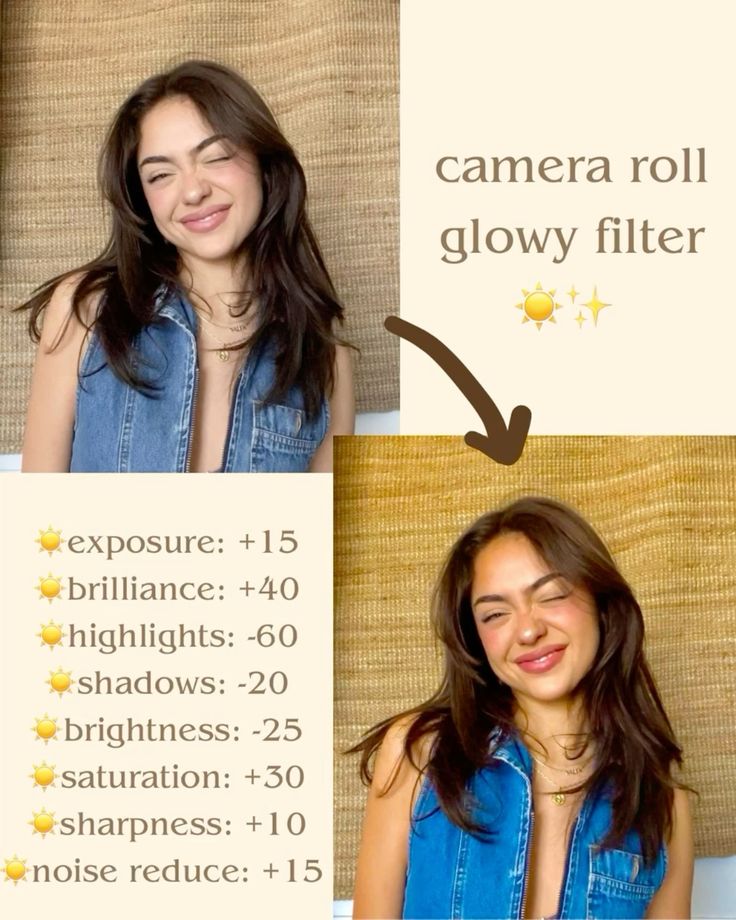 camera roll
glowy filter
☀️✨
☀️exposure: +15
☀️brilliance: +40
☀️highlights: -60
☀️shadows: -20
☀️brightness: -25
☀️saturation: +30
☀️sharpness: +10
☀️noise reduce: +15